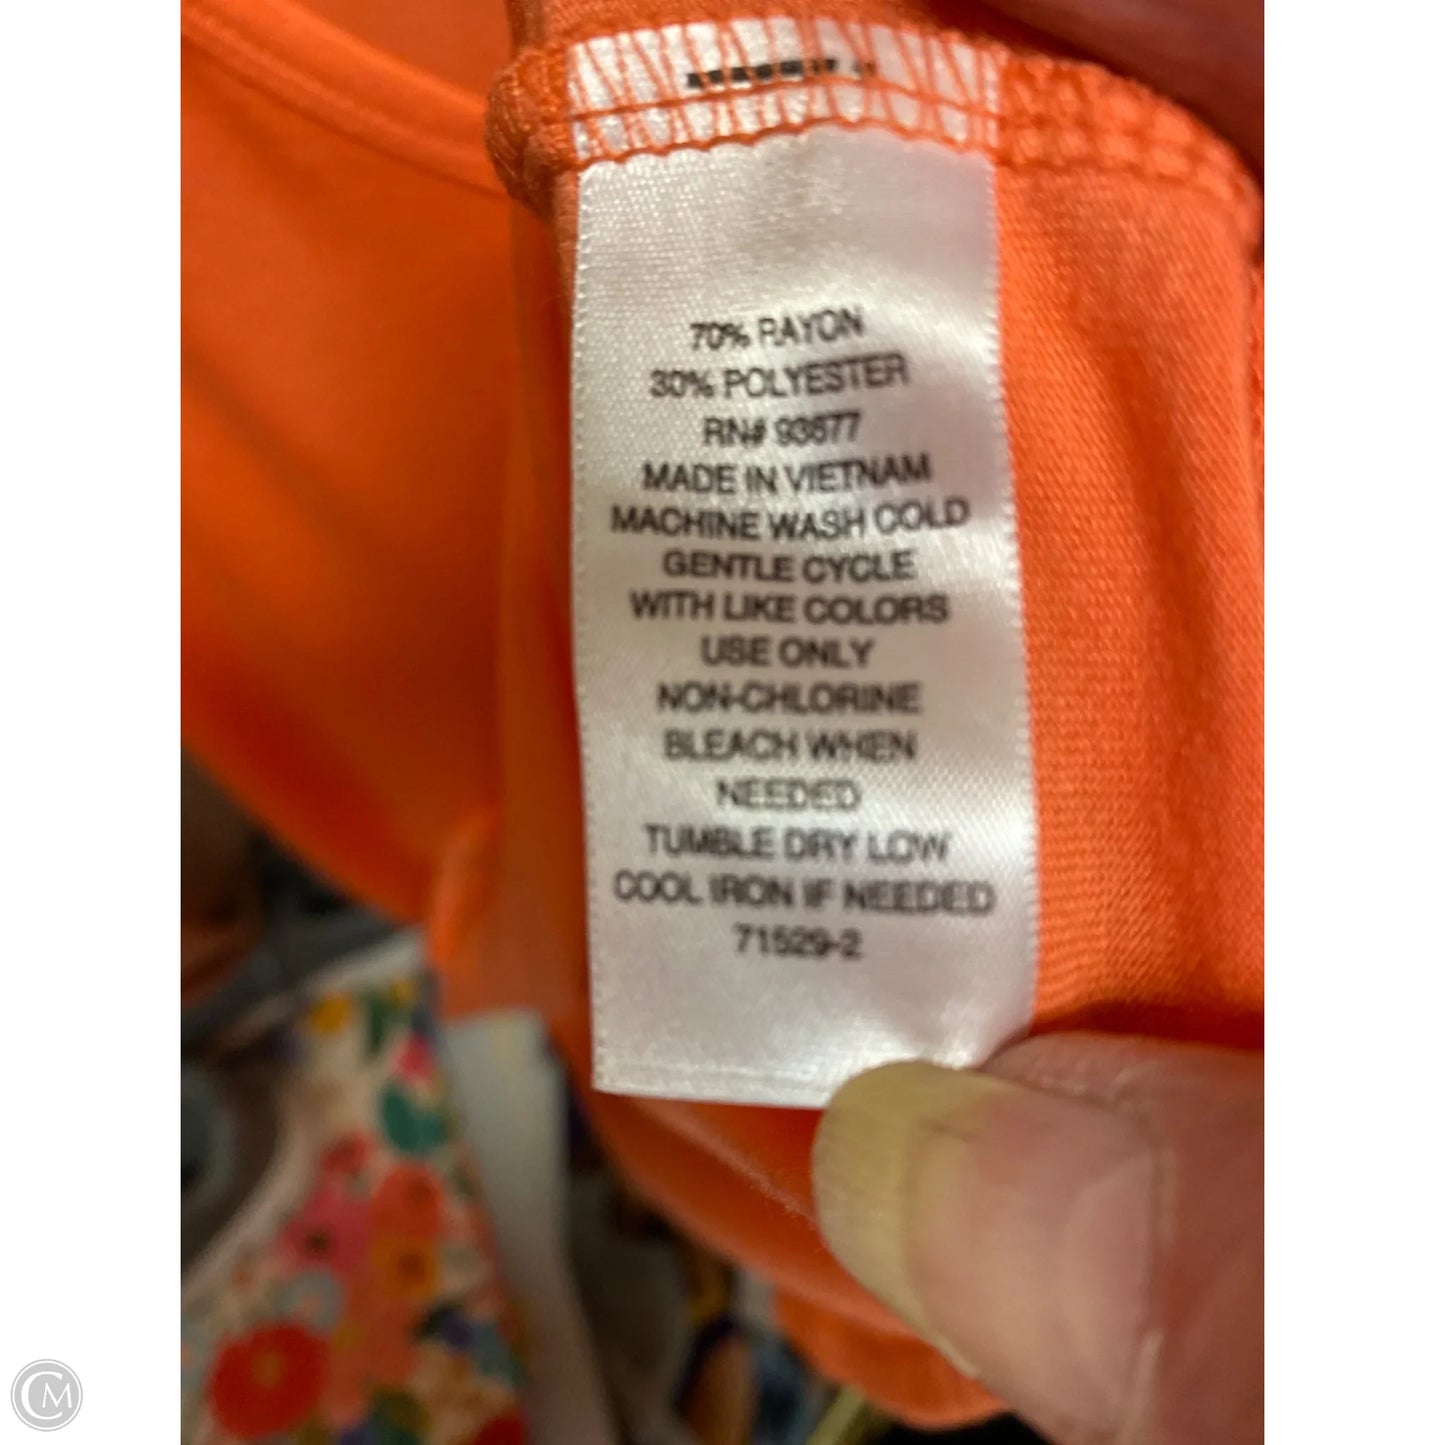 70% RAYON
30% POLYESTER
RN# 93677
MADE IN VIETNAM
MACHINE WASH COLD
GENTLE CYCLE
WITH LIKE COLORS
USE ONLY
NON-CHLORINE
BLEACH WHEN
NEEDED
TUMBLE DRY LOW
COOL IRON IF NEEDED
71529-2
CM